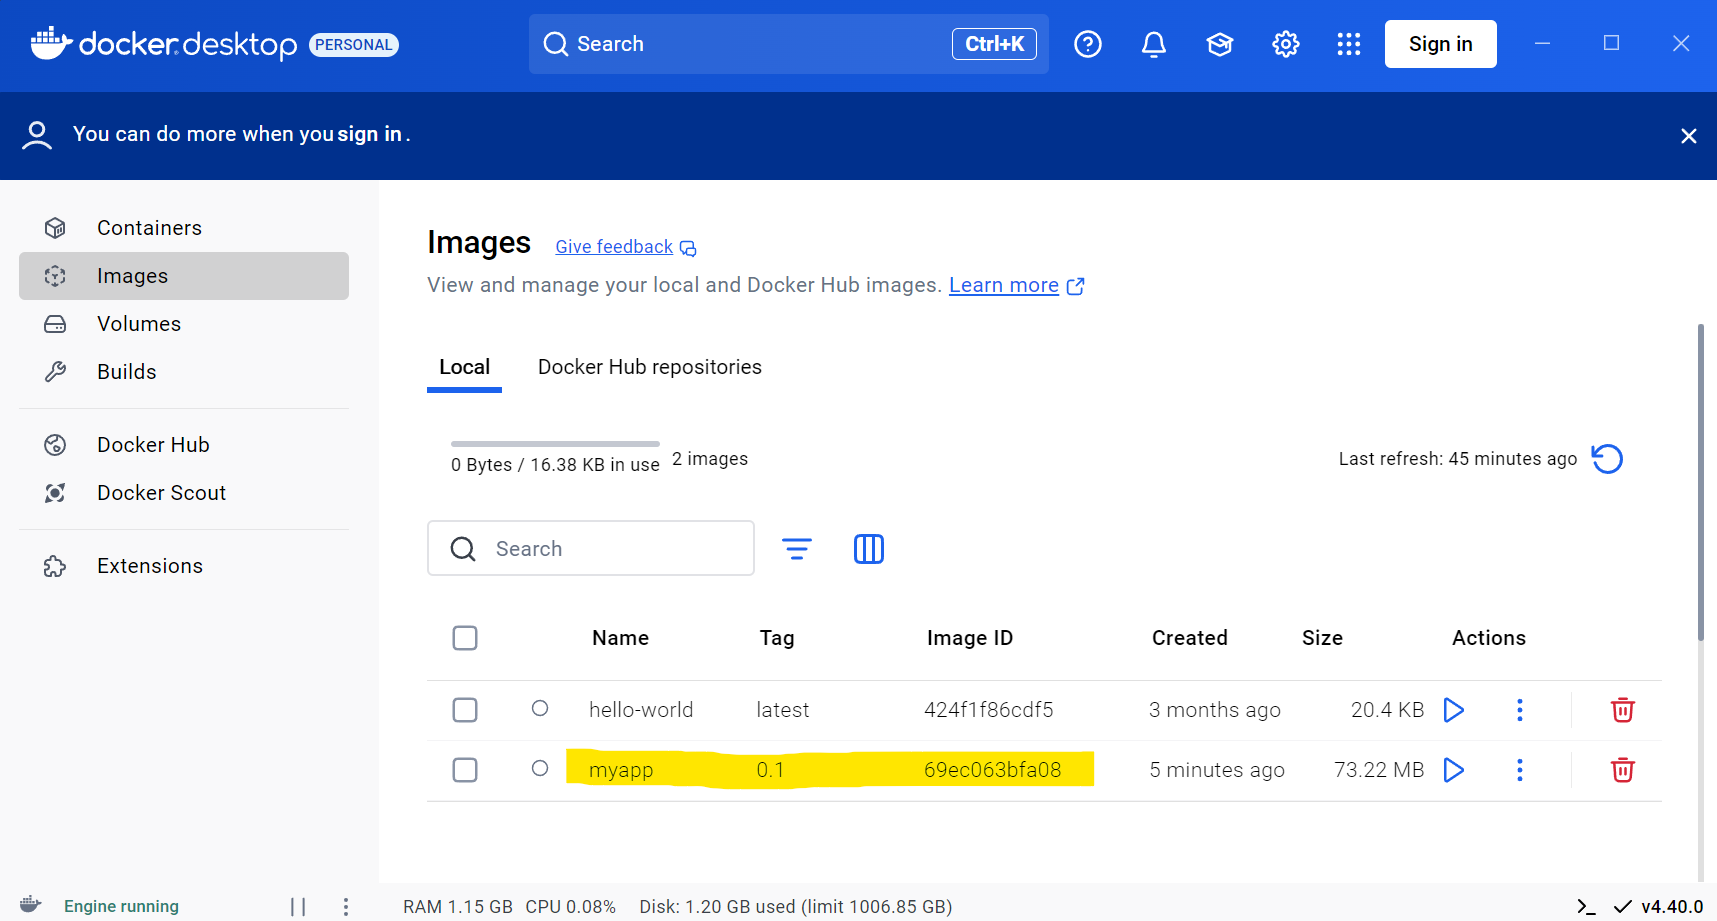 docker desktop PERSONAL
Search Ctrl+K
Sign in
You can do more when you sign in .
Containers
Images
Volumes
Builds
Docker Hub
Docker Scout
Extensions
Images Give feedback
View and manage your local and Docker Hub images. Learn more
Local Docker Hub repositories
0 Bytes / 16.38 KB in use 2 images
Last refresh: 45 minutes ago
Search
Name Tag Image ID Created Size Actions
hello-world latest 424f1f86cdf5 3 months ago 20.4 KB
myapp 0.1 69ec063bfa08 5 minutes ago 73.22 MB
Engine running
RAM 1.15 GB CPU 0.08% Disk: 1.20 GB used (limit 1006.85 GB)
v4.40.0